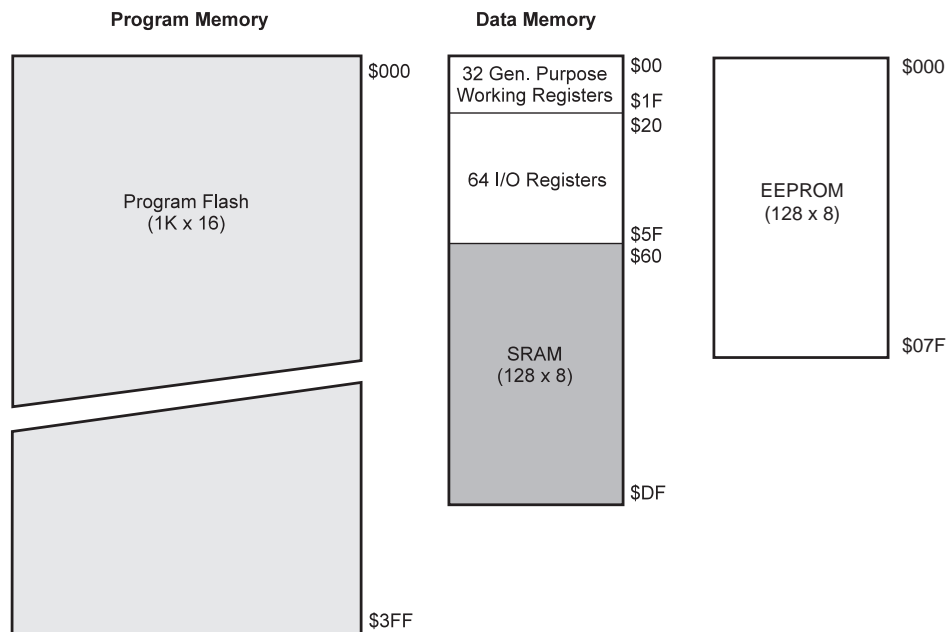 Program Memory
$000
Program Flash
(1K x 16)
$3FF
Data Memory
32 Gen. Purpose
Working Registers
$00
$1F
$20
64 I/O Registers
$5F
$60
SRAM
(128 x 8)
$DF
$000
EEPROM
(128 x 8)
$07F